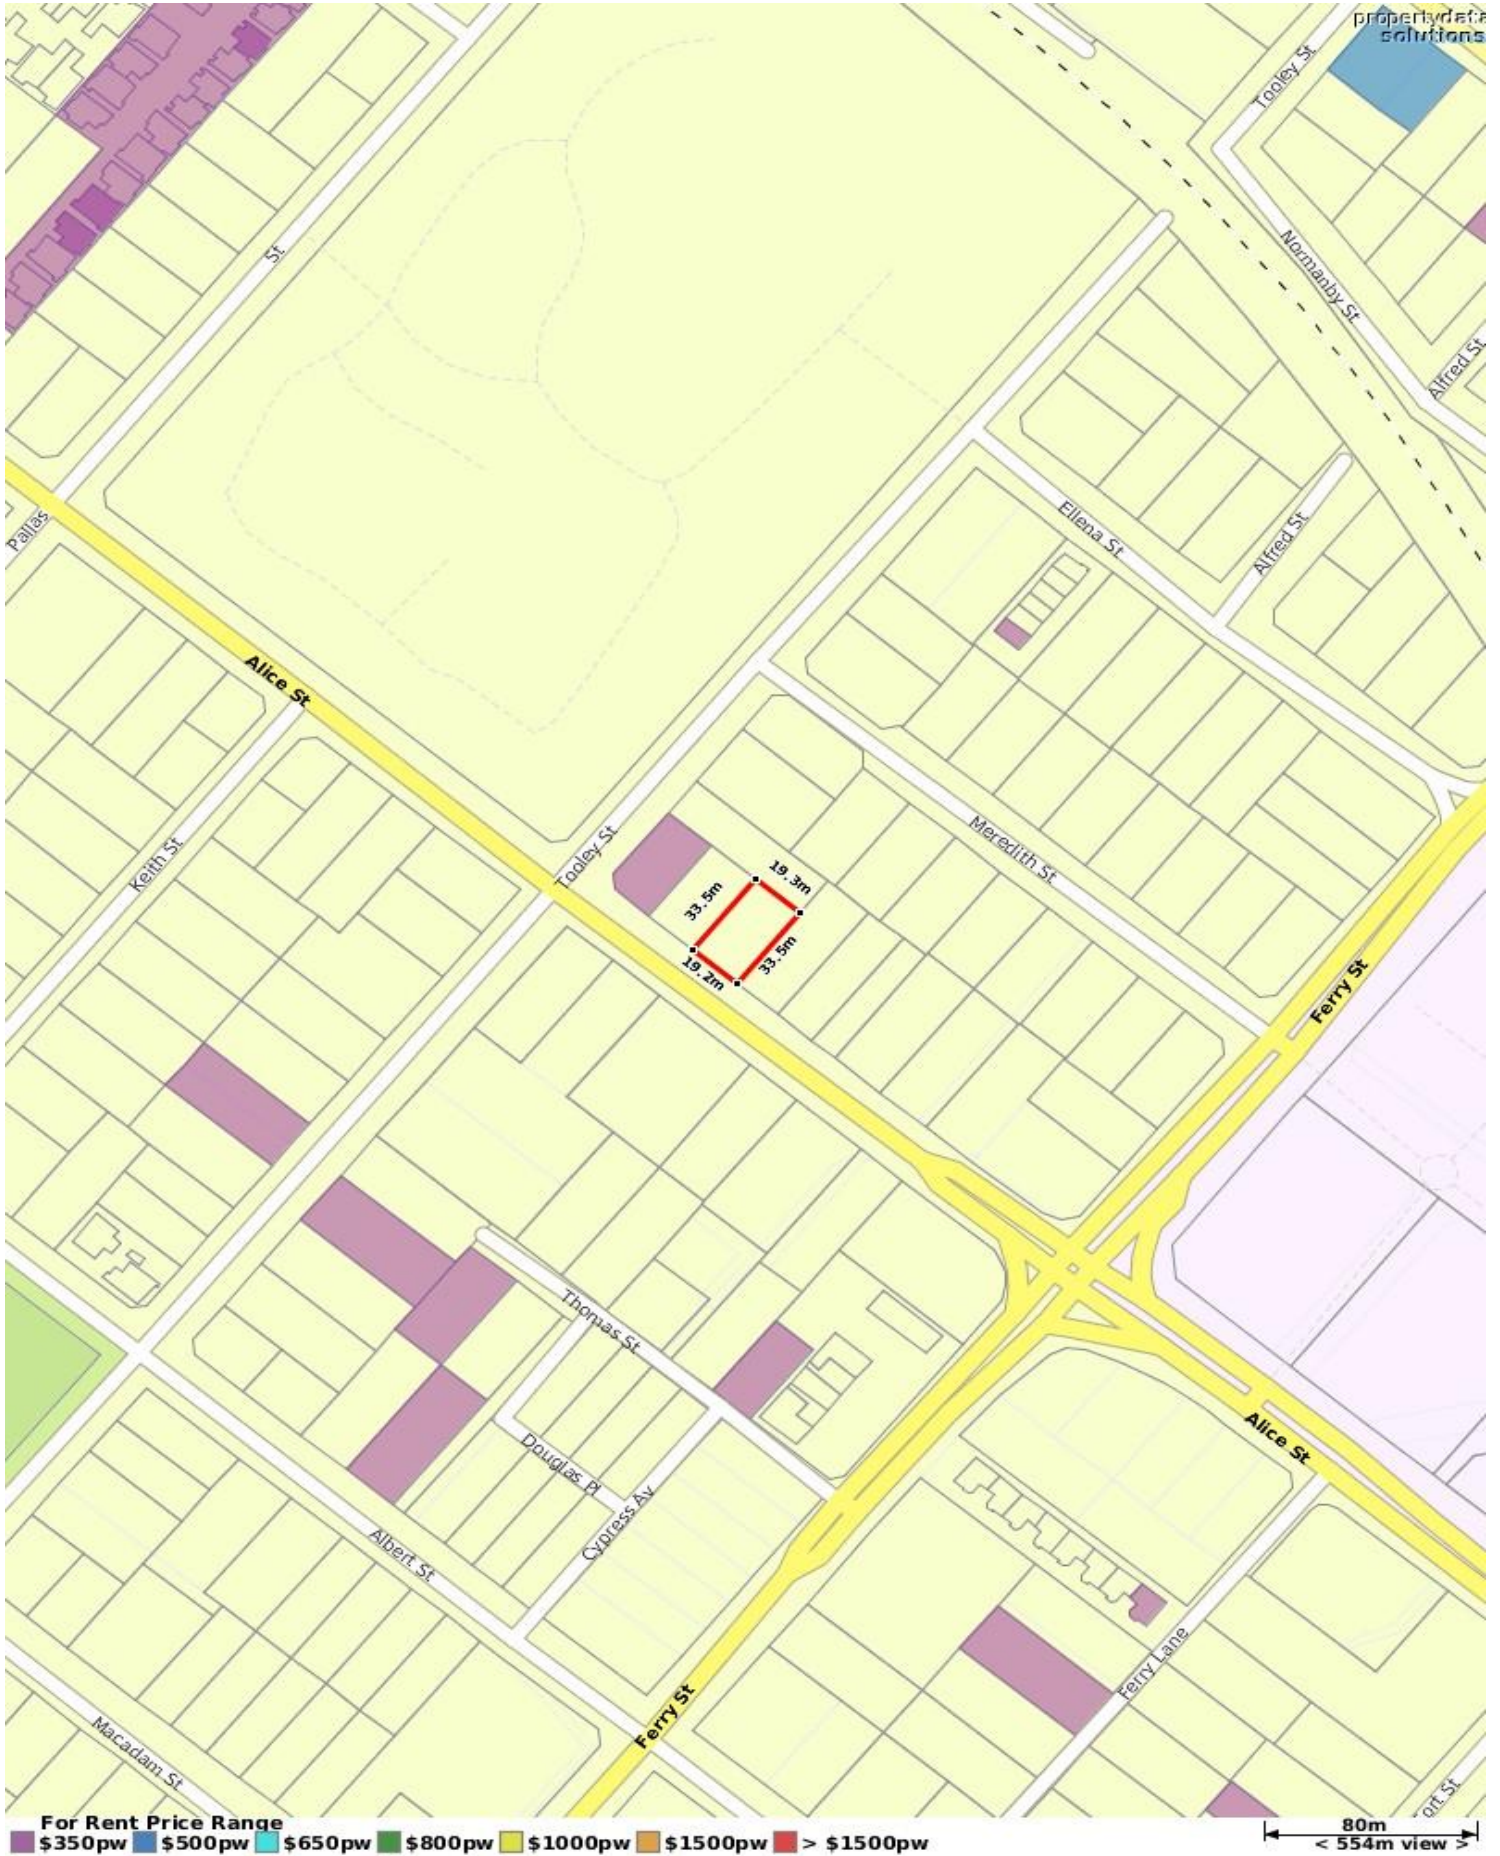 propertydata
solutions
Tooley St
St
Normanby St
Alfred St
Pallas
Ellena St
Alfred St
Alice St
Keith St
Tooley St
Meredith St
19.3m
33.5m
33.5m
19.2m
Ferry St
Thomas St
Alice St
Douglas Pl
Cypress Av
Albert St
Ferry Lane
Ferry St
Macadam St
ort St
For Rent Price Range
$350pw $500pw $650pw $800pw $1000pw $1500pw > $1500pw
80m
< 554m view >